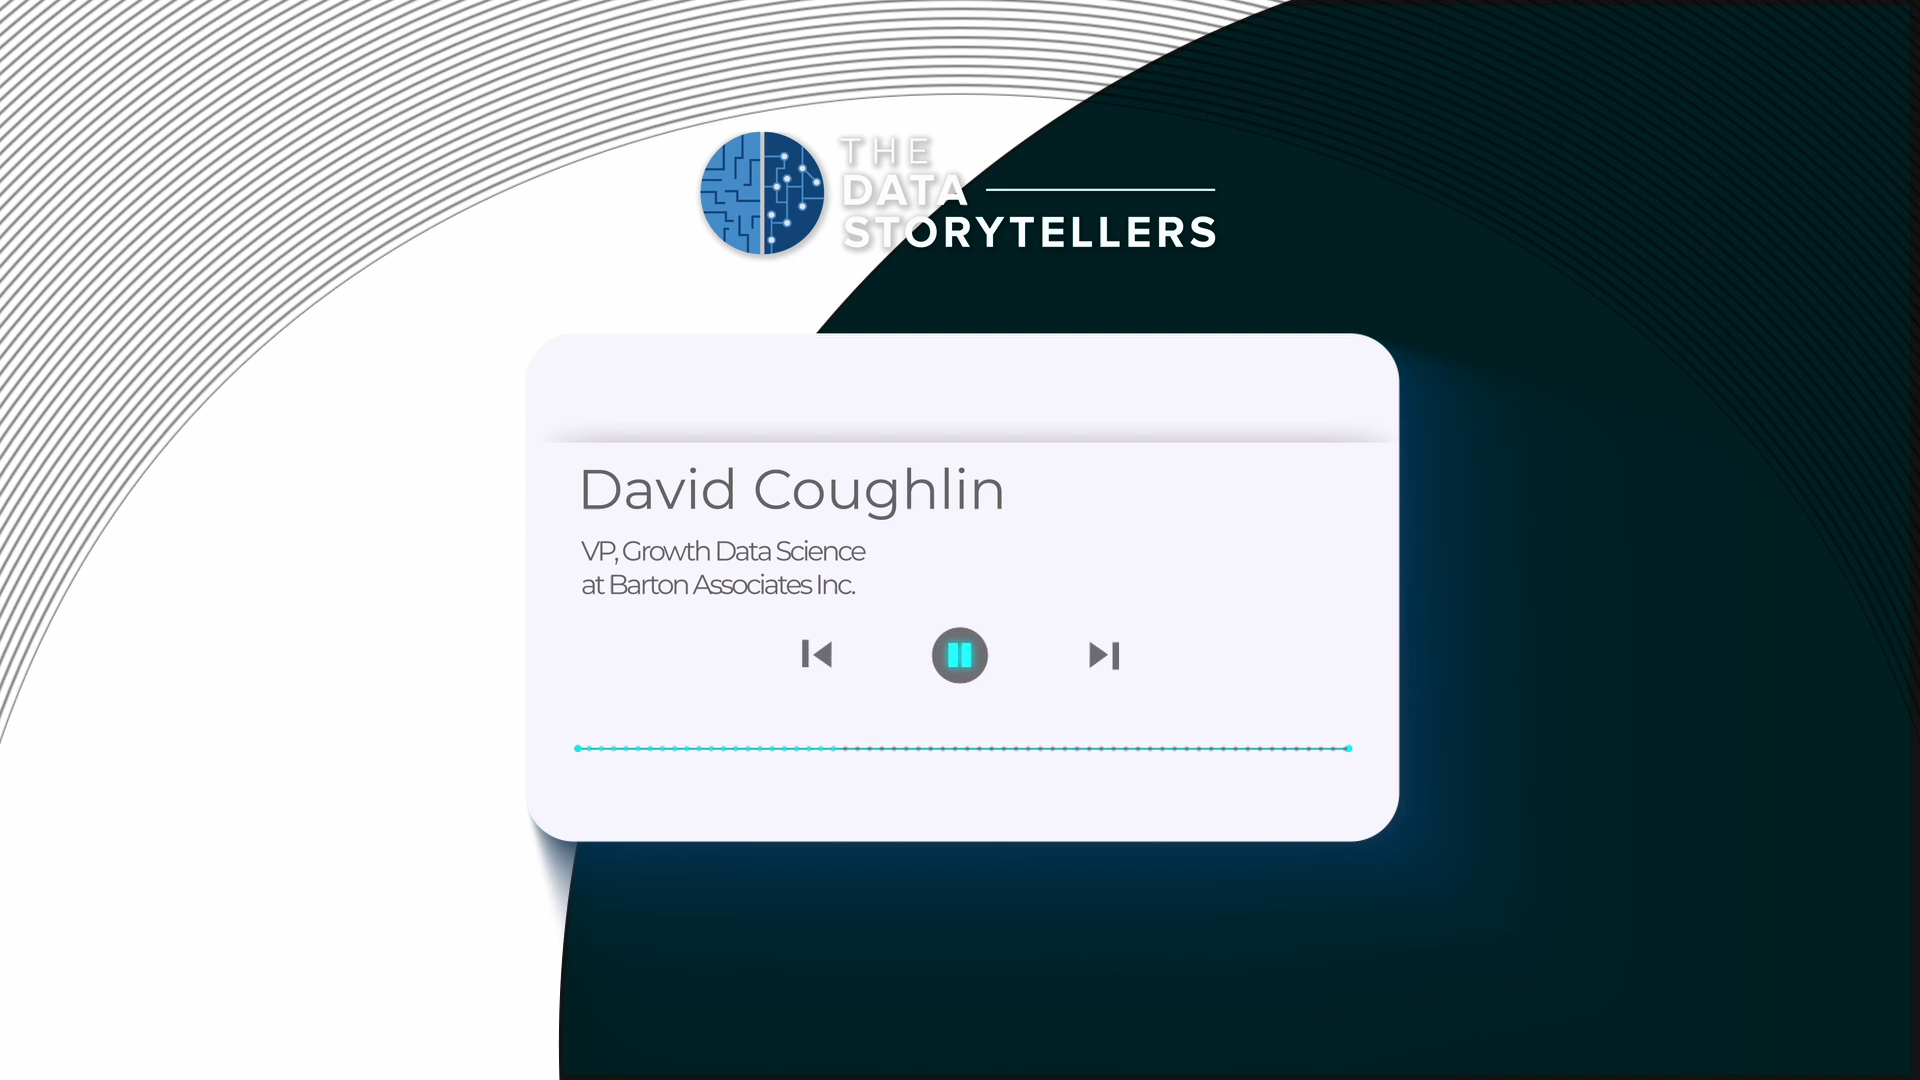 THE
DATA
STORYTELLERS
David Coughlin
VP, Growth Data Science
at Barton Associates Inc.